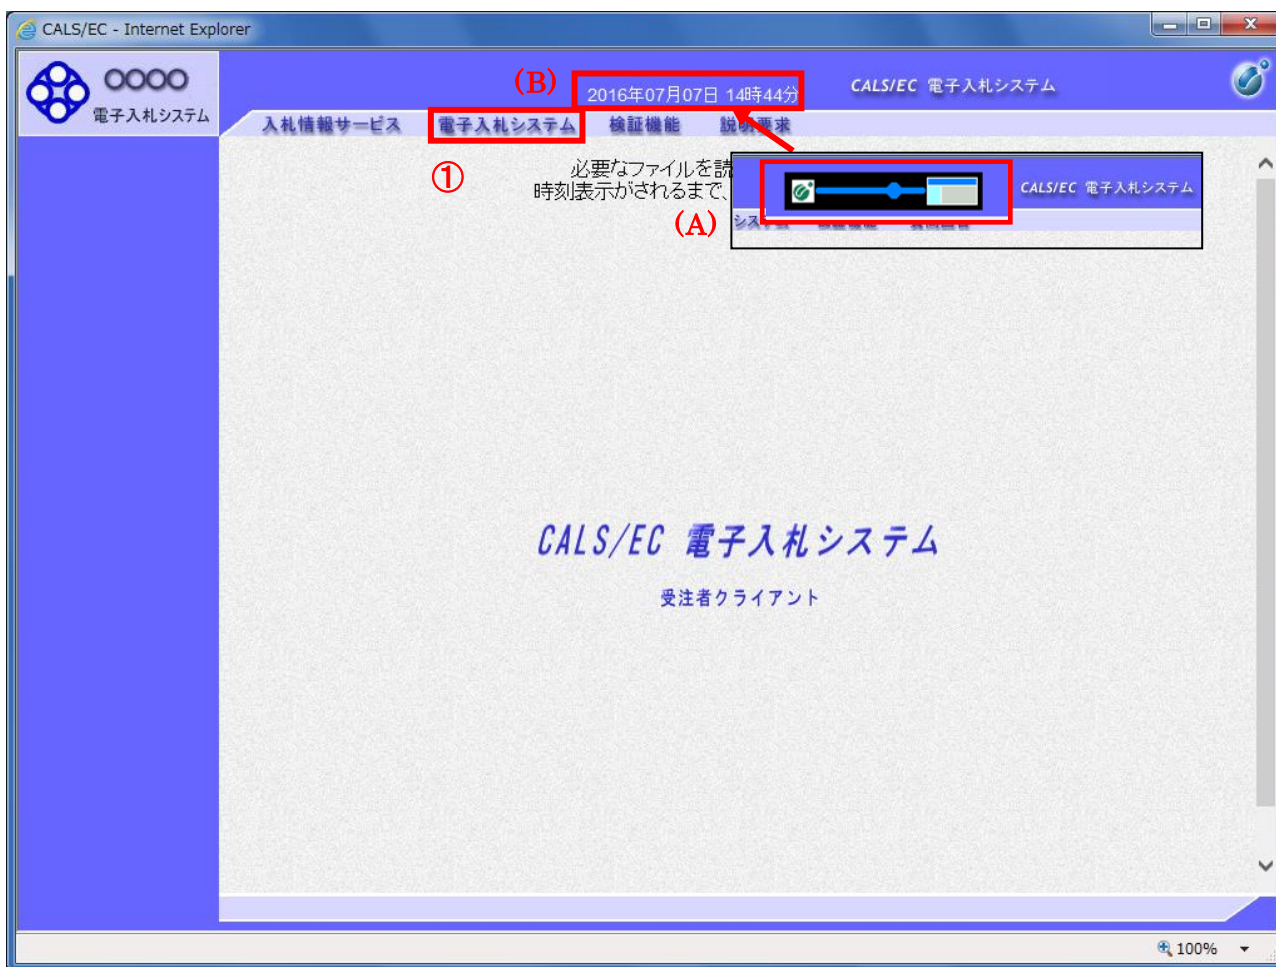 CALS/EC - Internet Explorer
○○○○
電子入札システム
(B)
2016年07月07日 14時44分
CALS/EC 電子入札システム
入札情報サービス
電子入札システム
検証機能
説明要求
①
必要なファイルを読
時刻表示がされるまで、
(A)
CALS/EC 電子入札システム
システム
CALS/EC 電子入札システム
受注者クライアント
100%